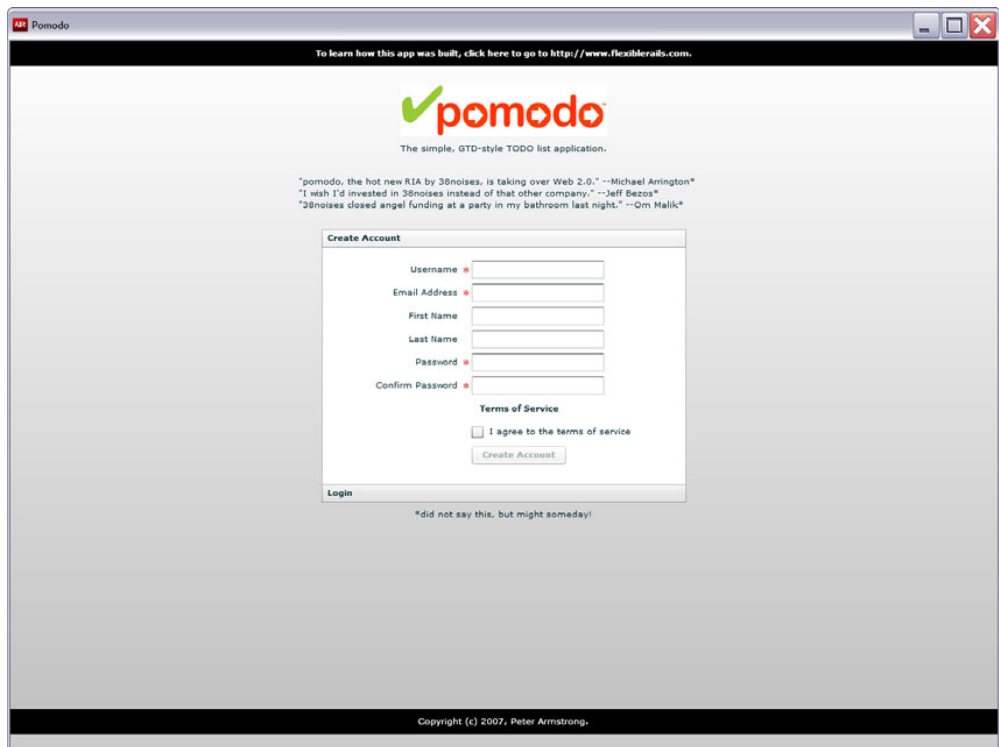 AIR Pomodo
To learn how this app was built, click here to go to http://www.flexiblerails.com.
pomodo™
The simple, GTD-style TODO list application.
"pomodo, the hot new RIA by 38noises, is taking over Web 2.0." --Michael Arrington*
"I wish I'd invested in 38noises instead of that other company." --Jeff Bezos*
"38noises closed angel funding at a party in my bathroom last night." --Om Malik*
Create Account
Username *
Email Address *
First Name
Last Name
Password *
Confirm Password *
Terms of Service
I agree to the terms of service
Create Account
Login
*did not say this, but might someday!
Copyright (c) 2007, Peter Armstrong.